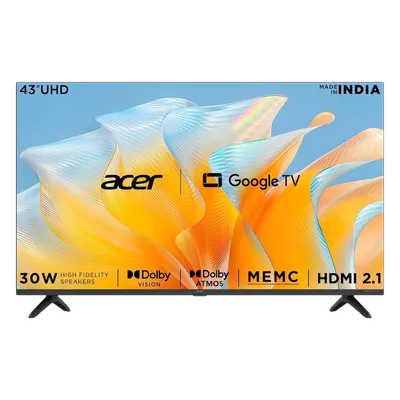 43"UHD
MADE IN INDIA
acer
Google TV
30W HIGH FIDELITY SPEAKERS
Dolby VISION
Dolby ATMOS
MEMC
HDMI 2.1
acer